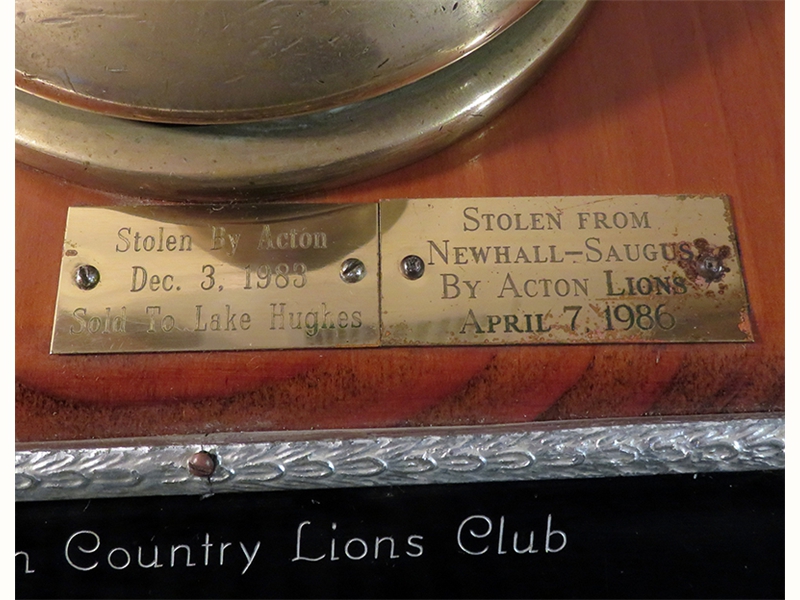 Stolen By Acton
Dec. 3, 1983
Sold To Lake Hughes
STOLEN FROM
NEWHALL–SAUGUS
BY ACTON LIONS
APRIL 7, 1986
n Country Lions Club